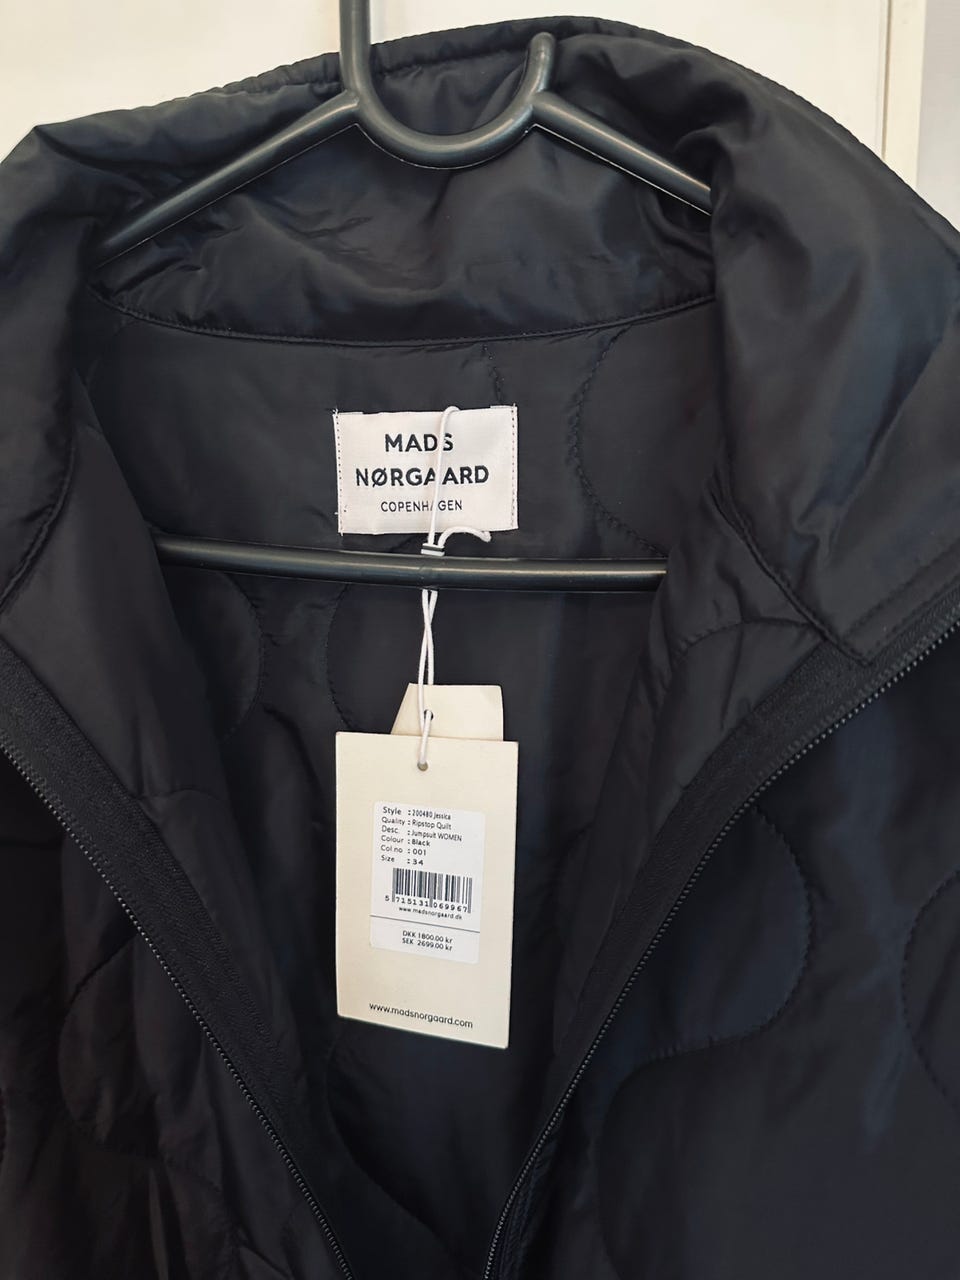 MADS
NØRGAARD
COPENHAGEN
Style : 200480 Jessica
Quality : Ripstop Quilt
Desc. : Jumpsuit WOMEN
Colour : Black
Col.no : 001
Size : 34
5 715131 069967
www.madsnorgaard.dk
DKK 1800.00 kr
SEK 2699.00 kr
www.madsnorgaard.com